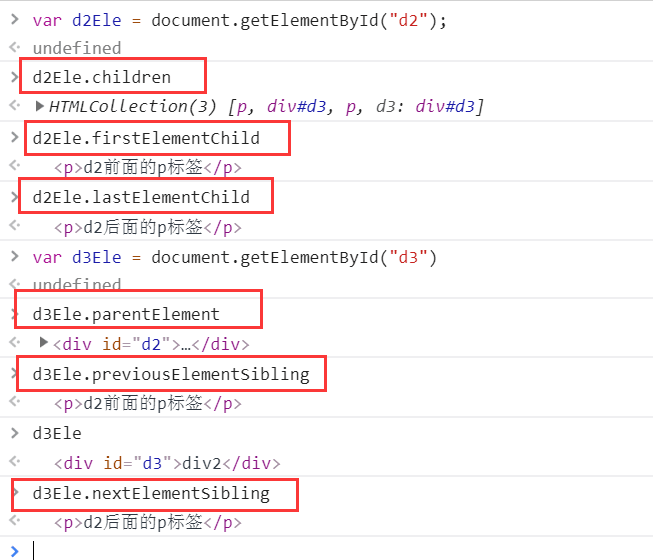 var d2Ele = document.getElementById("d2");
undefined
d2Ele.children
HTMLCollection(3) [p, div#d3, p, d3: div#d3]
d2Ele.firstElementChild
<p>d2前面的p标签</p>
d2Ele.lastElementChild
<p>d2后面的p标签</p>
var d3Ele = document.getElementById("d3")
undefined
d3Ele.parentElement
<div id="d2">…</div>
d3Ele.previousElementSibling
<p>d2前面的p标签</p>
d3Ele
<div id="d3">div2</div>
d3Ele.nextElementSibling
<p>d2后面的p标签</p>